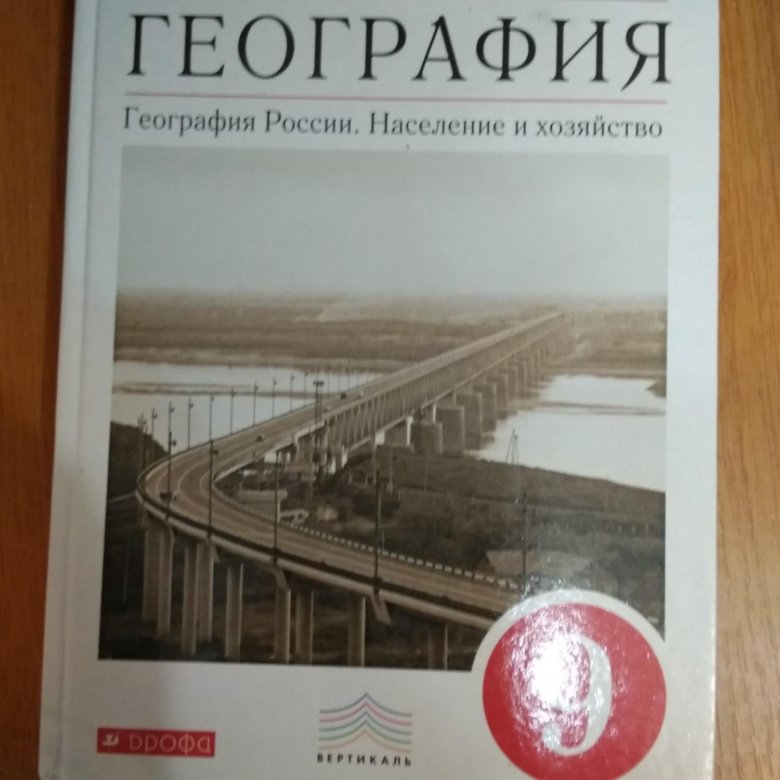 ГЕОГРАФИЯ
География России. Население и хозяйство
9
дрофа
ВЕРТИКАЛЬ